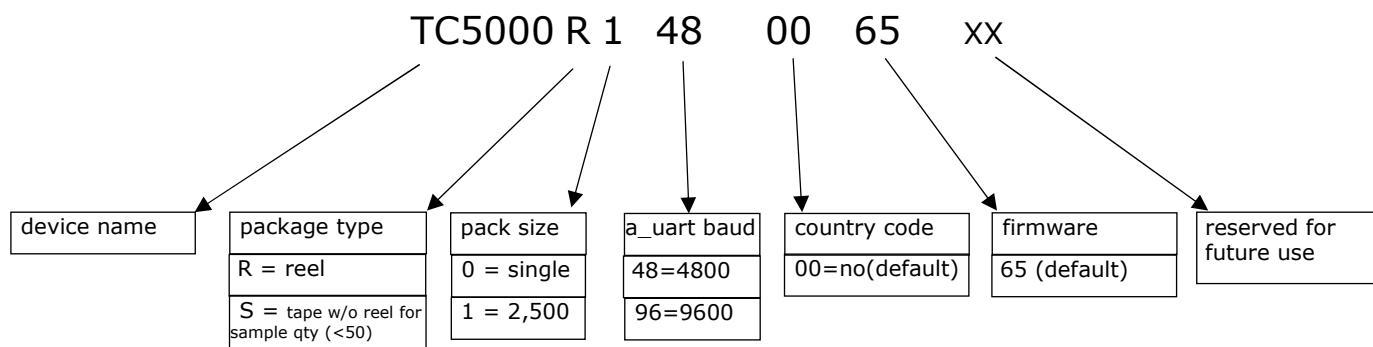 TC5000 R 1 48 00 65 XX
device name
package type
R = reel
S = tape w/o reel for
sample qty (<50)
pack size
0 = single
1 = 2,500
a_uart baud
48=4800
96=9600
country code
00=no(default)
firmware
65 (default)
reserved for
future use